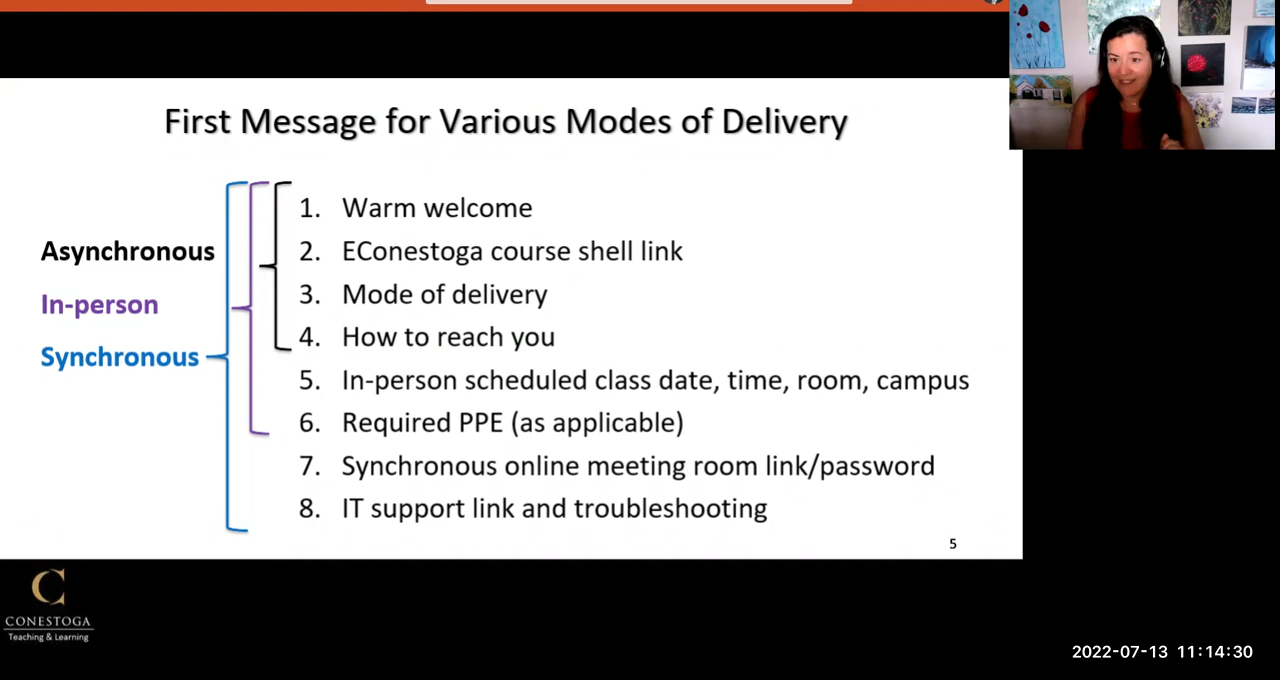 First Message for Various Modes of Delivery
Asynchronous
In-person
Synchronous
1. Warm welcome
2. EConestoga course shell link
3. Mode of delivery
4. How to reach you
5. In-person scheduled class date, time, room, campus
6. Required PPE (as applicable)
7. Synchronous online meeting room link/password
8. IT support link and troubleshooting
5
C
CONESTOGA
Teaching & Learning
2022-07-13 11:14:30